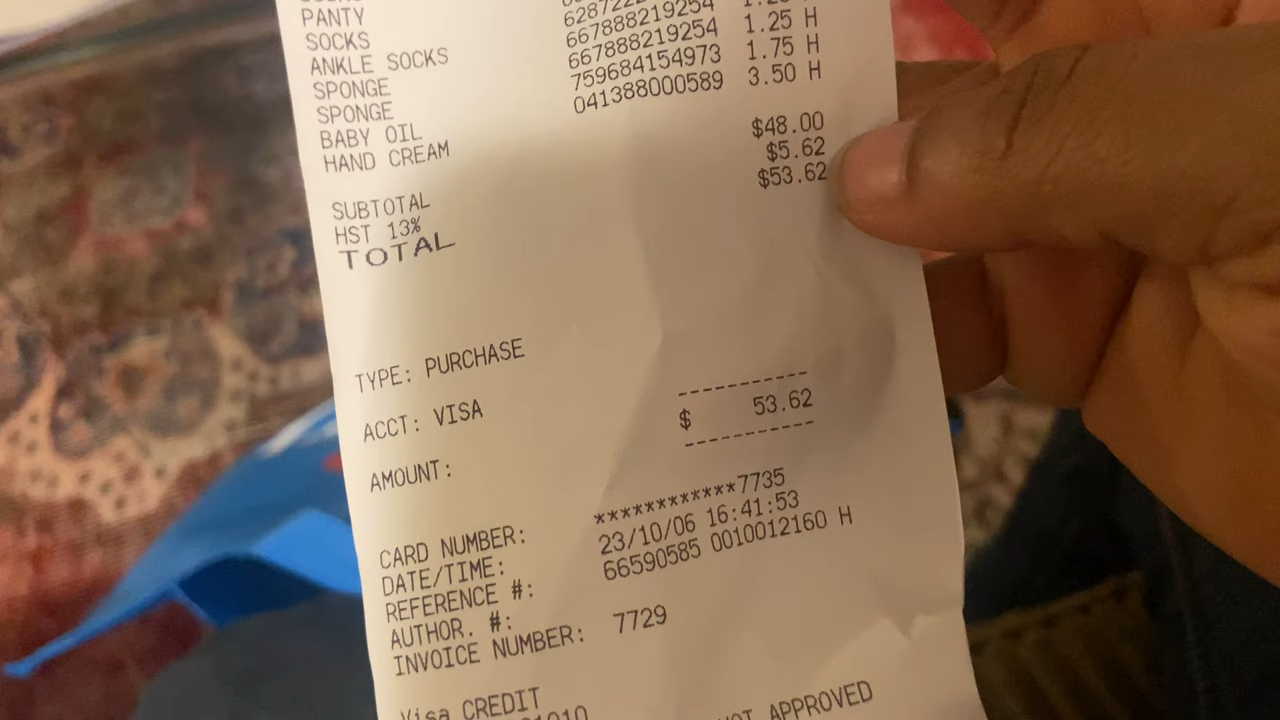 PANTY
SOCKS
ANKLE SOCKS
SPONGE 667888219254
SPONGE 667888219254 1.25 H
BABY OIL 759684154973 1.75 H
HAND CREAM 041388000589 3.50 H
SUBTOTAL $48.00
HST 13% $5.62
TOTAL $53.62
TYPE: PURCHASE
ACCT: VISA
AMOUNT: $ 53.62
CARD NUMBER: ************7735
DATE/TIME: 23/10/06 16:41:53
REFERENCE #: 66590585 0010012160 H
AUTHOR. #:
INVOICE NUMBER: 7729
Visa CREDIT
APPROVED